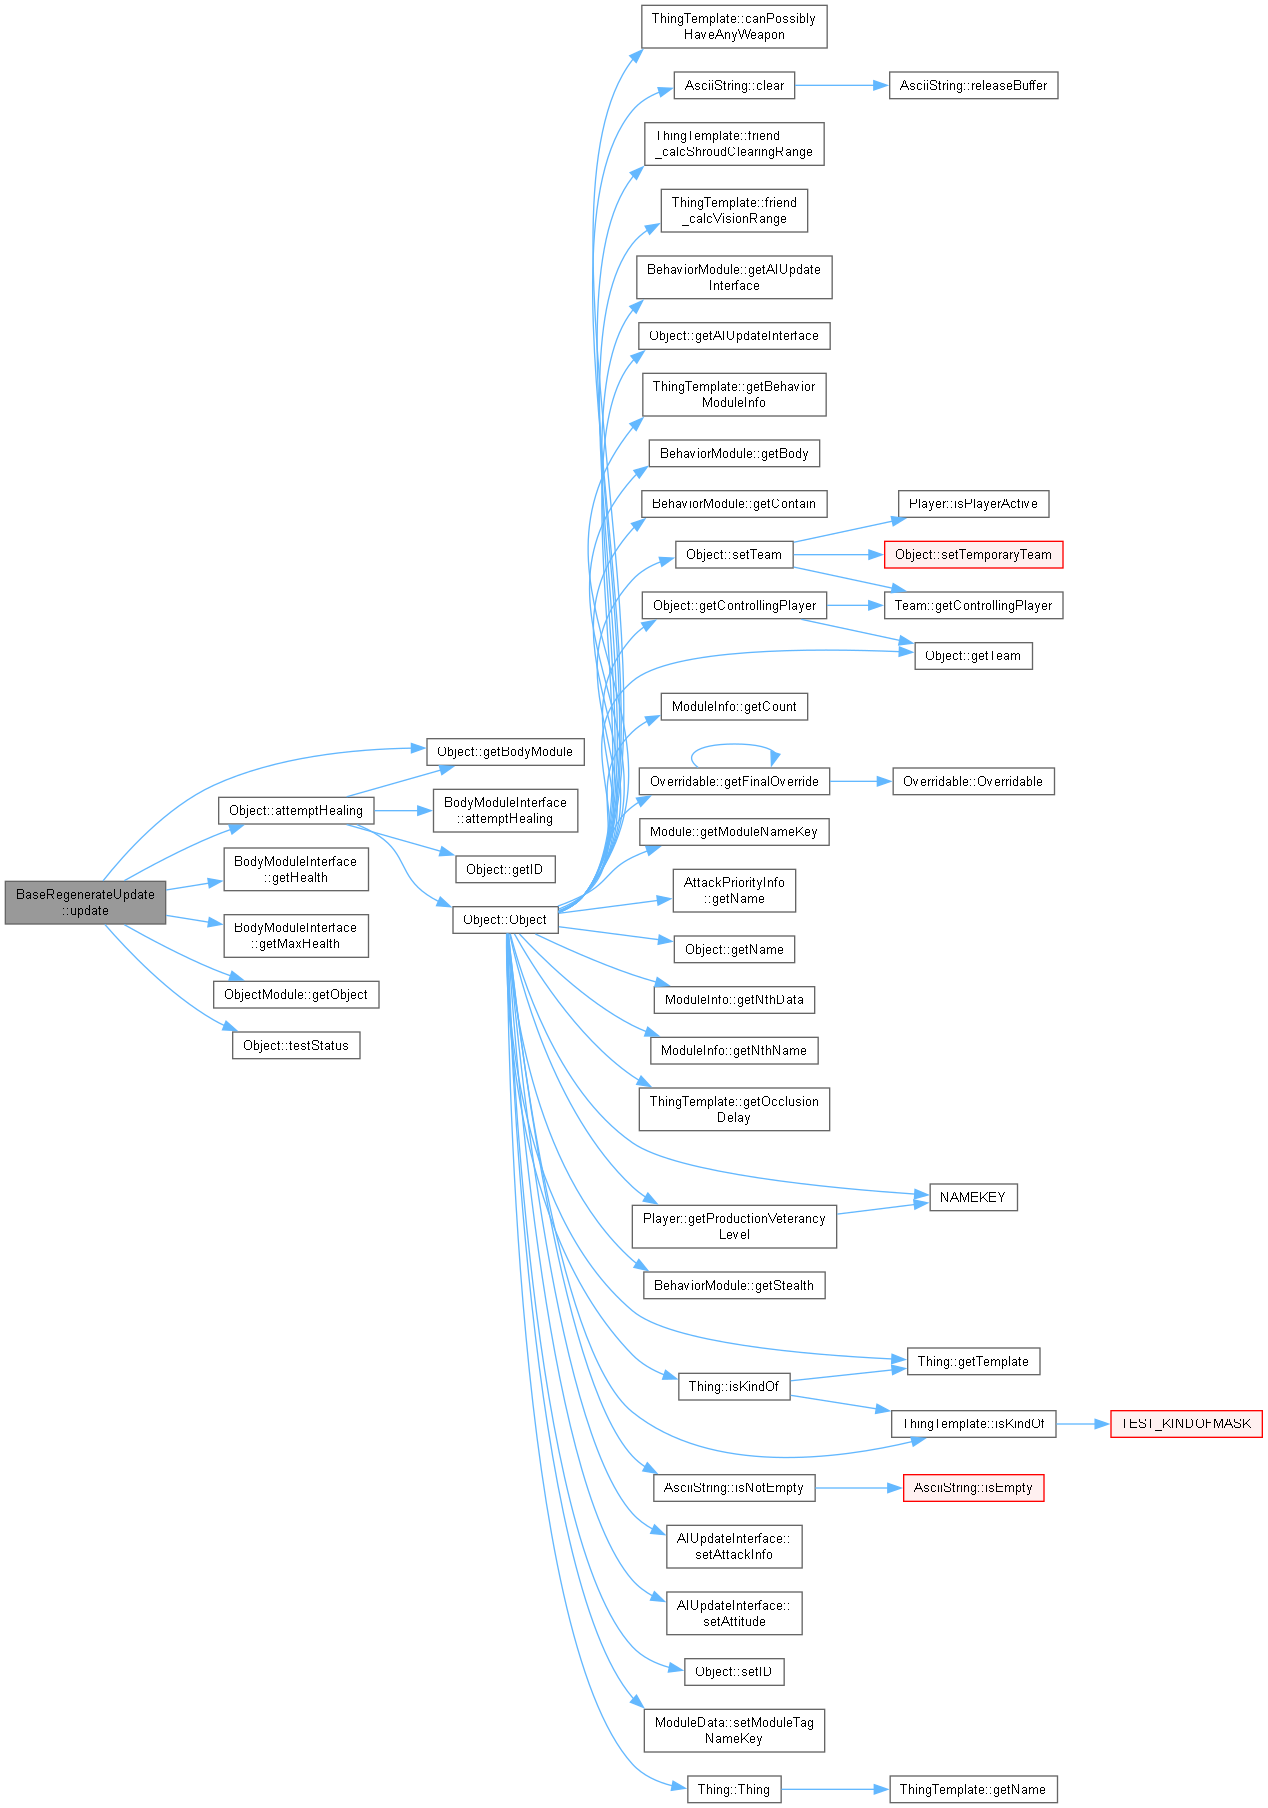 ThingTemplate::canPossibly
HaveAnyWeapon
AsciiString::clear
AsciiString::releaseBuffer
ThingTemplate::friend
_calcShroudClearingRange
ThingTemplate::friend
_calcVisionRange
BehaviorModule::getAIUpdate
Interface
Object::getAIUpdateInterface
ThingTemplate::getBehavior
ModuleInfo
BehaviorModule::getBody
BehaviorModule::getContain
Player::isPlayerActive
Object::setTeam
Object::setTemporaryTeam
Object::getControllingPlayer
Team::getControllingPlayer
Object::getTeam
ModuleInfo::getCount
Object::getBodyModule
Overridable::getFinalOverride
Overridable::Overridable
Object::attemptHealing
BodyModuleInterface
::attemptHealing
Module::getModuleNameKey
BodyModuleInterface
::getHealth
Object::getID
AttackPriorityInfo
::getName
BaseRegenerateUpdate
::update
Object::Object
BodyModuleInterface
::getMaxHealth
Object::getName
ObjectModule::getObject
ModuleInfo::getNthData
Object::testStatus
ModuleInfo::getNthName
ThingTemplate::getOcclusion
Delay
NAMEKEY
Player::getProductionVeterancy
Level
BehaviorModule::getStealth
Thing::getTemplate
Thing::isKindOf
ThingTemplate::isKindOf
TEST_KINDOFMASK
AsciiString::isNotEmpty
AsciiString::isEmpty
AIUpdateInterface::
setAttackInfo
AIUpdateInterface::
setAttitude
Object::setID
ModuleData::setModuleTag
NameKey
Thing::Thing
ThingTemplate::getName